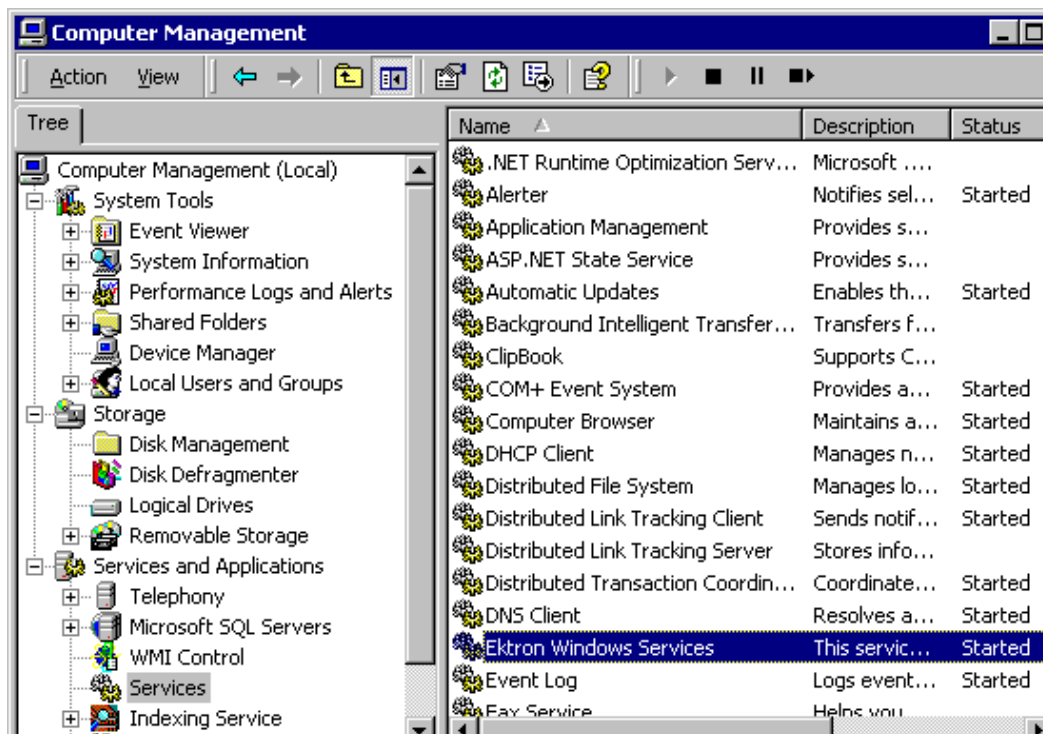 Computer Management
Action View
Tree
Name Description Status
Computer Management (Local)
System Tools
Event Viewer
System Information
Performance Logs and Alerts
Shared Folders
Device Manager
Local Users and Groups
Storage
Disk Management
Disk Defragmenter
Logical Drives
Removable Storage
Services and Applications
Telephony
Microsoft SQL Servers
WMI Control
Services
Indexing Service
.NET Runtime Optimization Serv... Microsoft ....
Alerter Notifies sel... Started
Application Management Provides s...
ASP.NET State Service Provides s...
Automatic Updates Enables th... Started
Background Intelligent Transfer... Transfers f...
ClipBook Supports C...
COM+ Event System Provides a... Started
Computer Browser Maintains a... Started
DHCP Client Manages n... Started
Distributed File System Manages lo... Started
Distributed Link Tracking Client Sends notif... Started
Distributed Link Tracking Server Stores info...
Distributed Transaction Coordin... Coordinate... Started
DNS Client Resolves a... Started
Ektron Windows Services This servic... Started
Event Log Logs event... Started
Fax Service Helps you